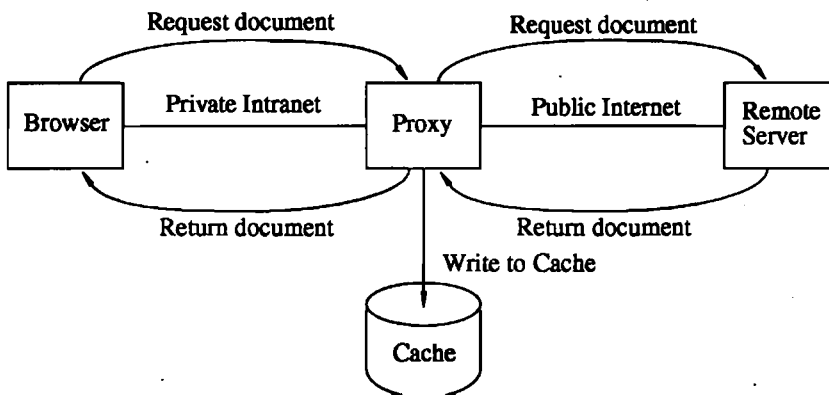 Request document
Request document
Browser
Private Intranet
Proxy
Public Internet
Remote
Server
Return document
Return document
Write to Cache
Cache